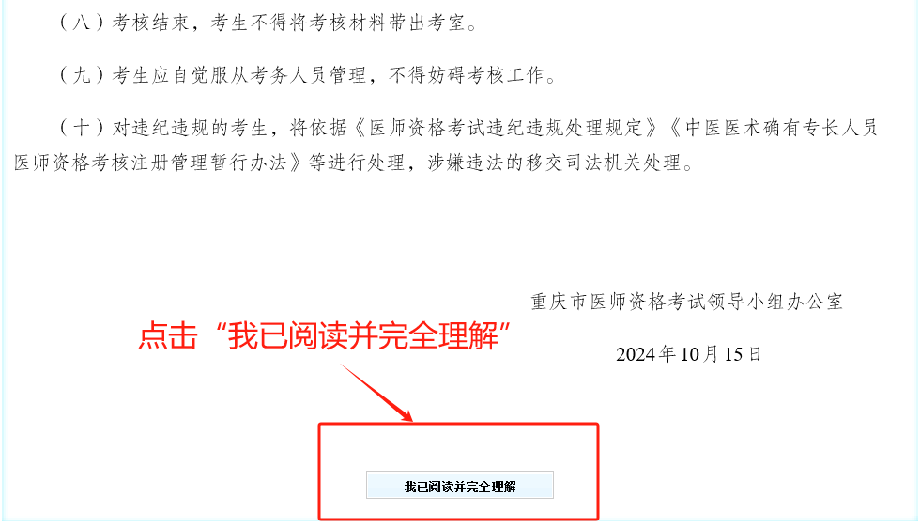 （八）考核结束，考生不得将考核材料带出考室。
（九）考生应自觉服从考务人员管理，不得妨碍考核工作。
（十）对违纪违规的考生，将依据《医师资格考试违纪违规处理规定》《中医医术确有专长人员
医师资格考核注册管理暂行办法》等进行处理，涉嫌违法的移交司法机关处理。
重庆市医师资格考试领导小组办公室
点击“我已阅读并完全理解”
2024年10月15日
我已阅读并完全理解